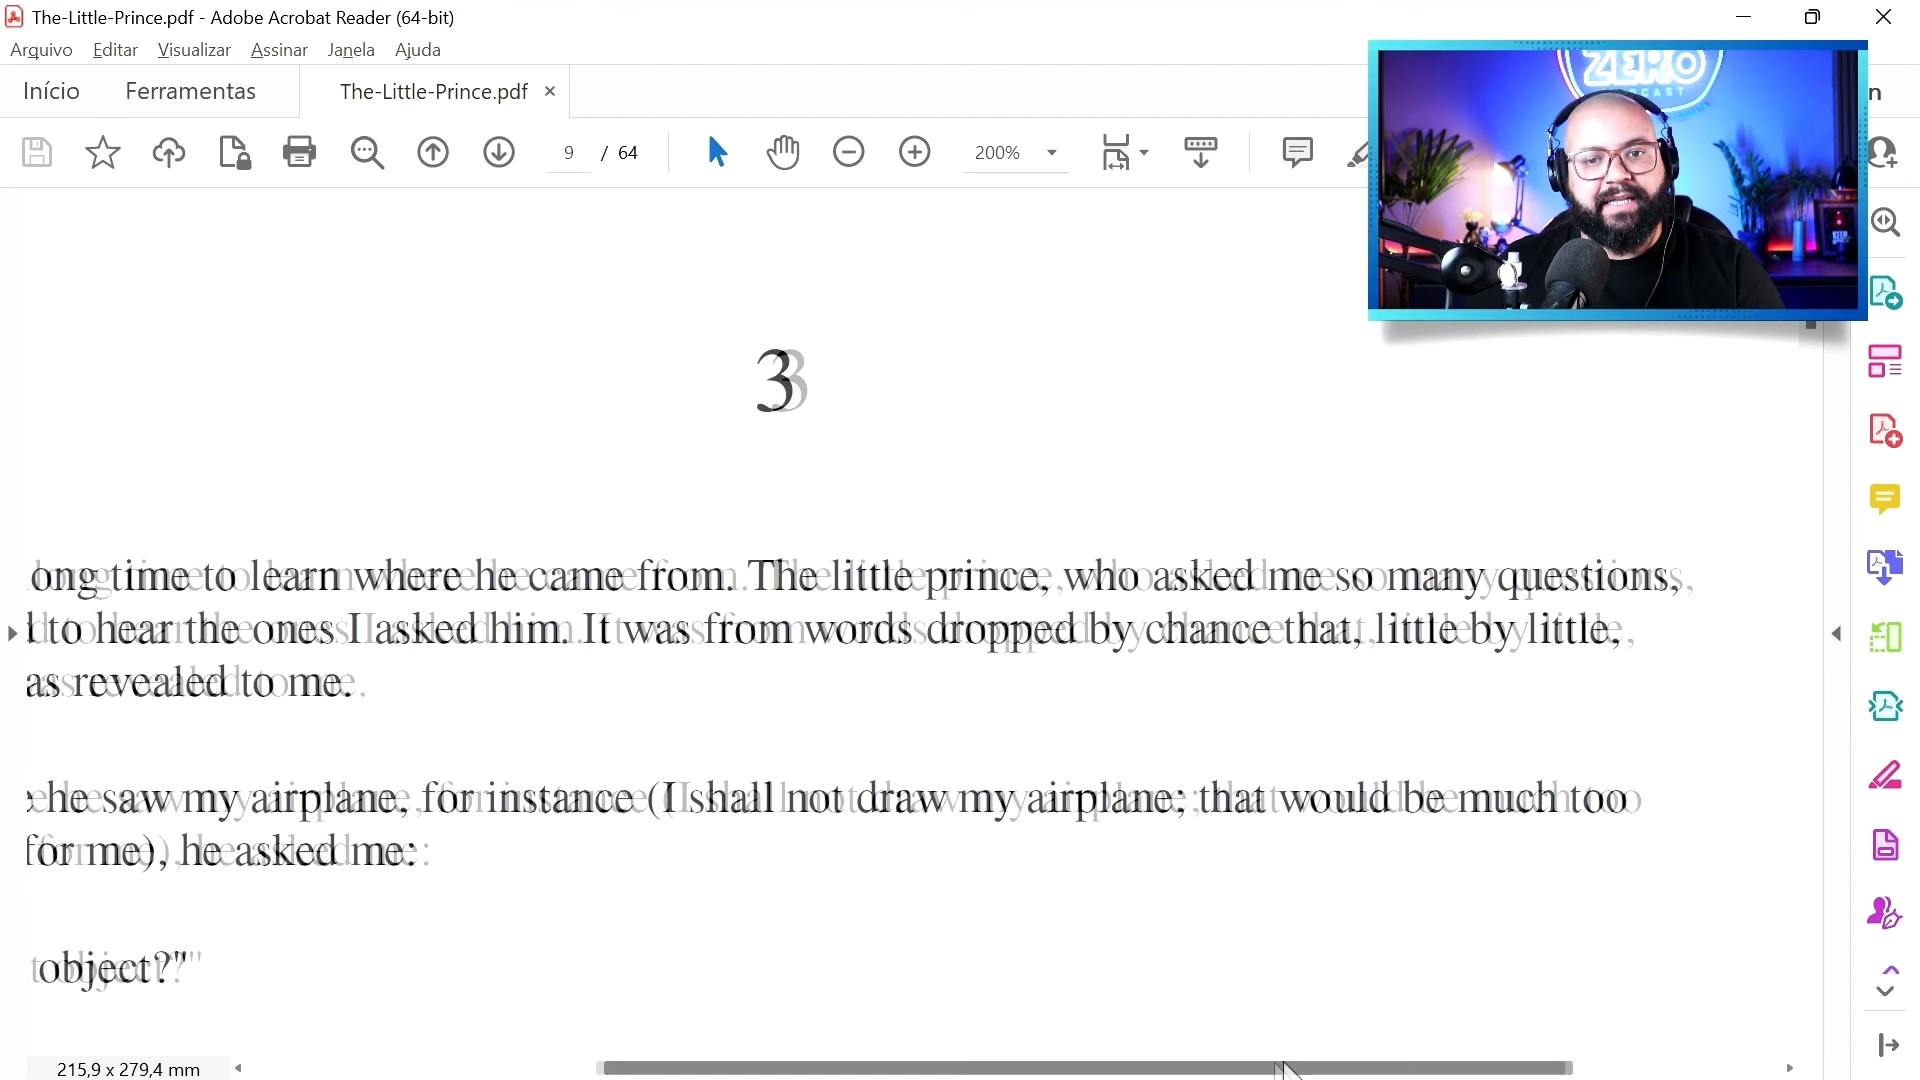 The-Little-Prince.pdf - Adobe Acrobat Reader (64-bit)
Arquivo Editar Visualizar Assinar Janela Ajuda
Início Ferramentas The-Little-Prince.pdf
9 / 64 200%
ZERO
3
ong time to learn where he came from. The little prince, who asked me so many questions,
to hear the ones I asked him. It was from words dropped by chance that, little by little,
as revealed to me.
he saw my airplane, for instance (I shall not draw my airplane; that would be much too
for me), he asked me:
object?"
215,9 x 279,4 mm